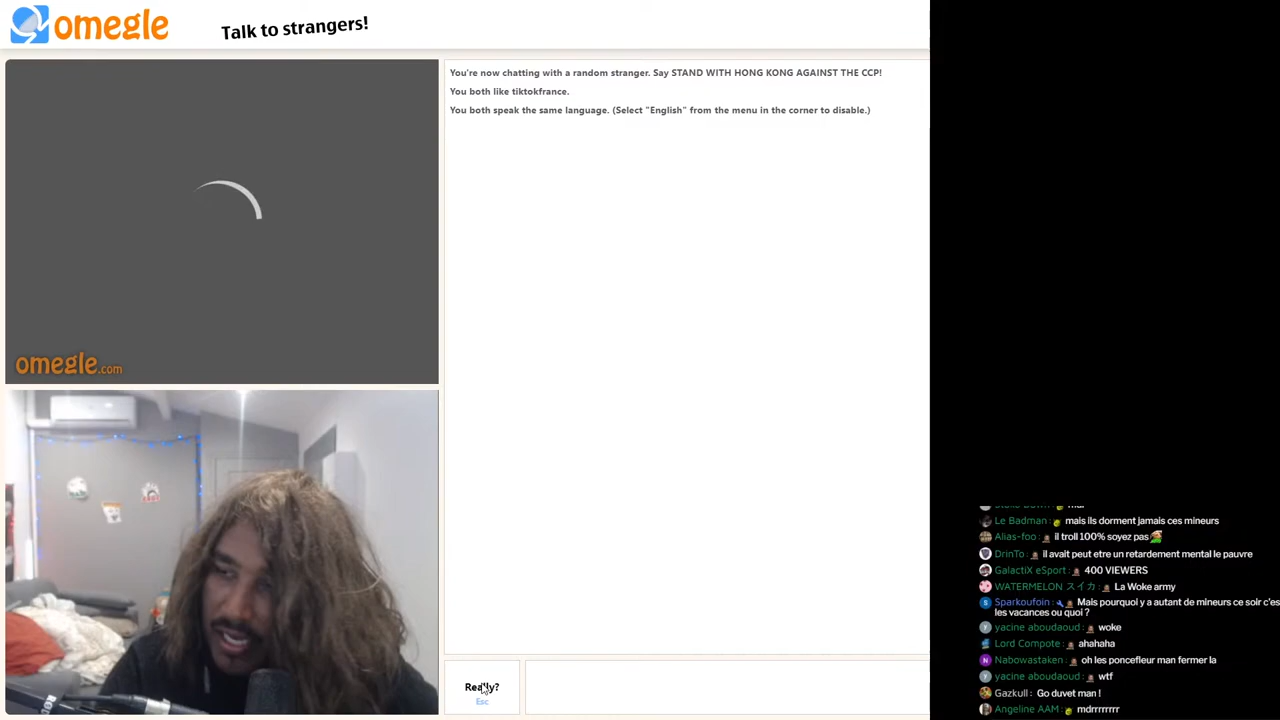 omegle
Talk to strangers!
You're now chatting with a random stranger. Say STAND WITH HONG KONG AGAINST THE CCP!
You both like tiktokfrance.
You both speak the same language. (Select "English" from the menu in the corner to disable.)
omegle.com
Really?
Esc
Le Badman: mais ils dorment jamais ces mineurs
Alias-foo: il troll 100% soyez pas
DrinTo: il avait peut etre un retardement mental le pauvre
GalactiX eSport: 400 VIEWERS
WATERMELON スイカ: La Woke army
Sparkoufoin: Mais pourquoi y a autant de mineurs ce soir c'es
les vacances ou quoi ?
yacine aboudaoud: woke
Lord Compote: ahahaha
Nabowastaken: oh les poncefleur man fermer la
yacine aboudaoud: wtf
Gazkull: Go duvet man !
Angeline AAM: mdrrrrrrr